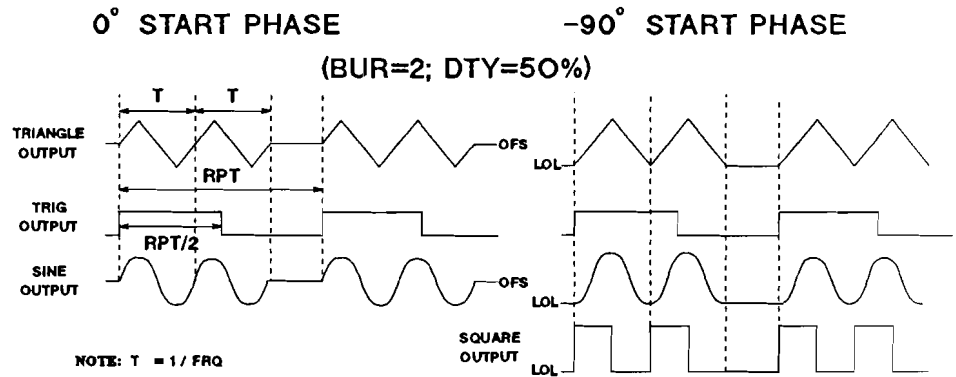 0° START PHASE
-90° START PHASE
(BUR=2; DTY=50%)
T T
TRIANGLE
OUTPUT
OFS
LOL
RPT
TRIG
OUTPUT
RPT/2
SINE
OUTPUT
OFS
LOL
SQUARE
OUTPUT
LOL
NOTE: T = 1 / FRQ